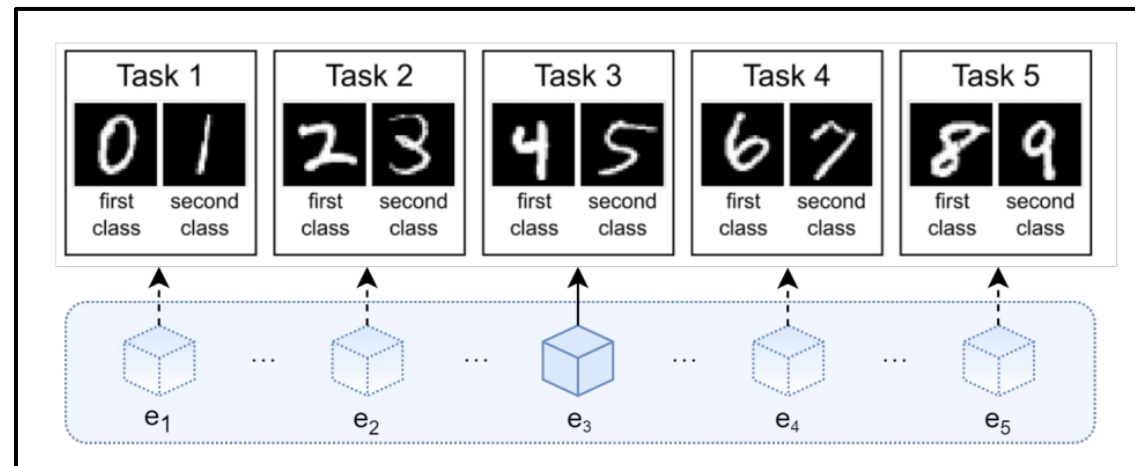 Task 1 Task 2 Task 3 Task 4 Task 5
0 1 2 3 4 5 6 7 8 9
first second first second first second first second first second
class class class class class class class class class class
... ... ... ...
e1 e2 e3 e4 e5